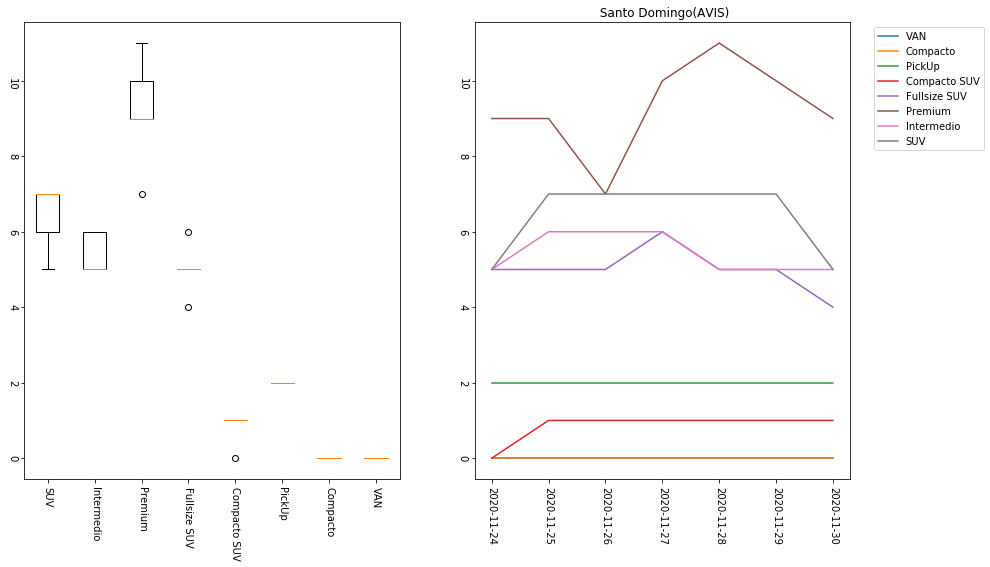 10
8
6
4
2
0
SUV
Intermedio
Premium
Fullsize SUV
Compacto SUV
PickUp
Compacto
VAN
Santo Domingo(AVIS)
10
8
6
4
2
0
2020-11-24
2020-11-25
2020-11-26
2020-11-27
2020-11-28
2020-11-29
2020-11-30
VAN
Compacto
PickUp
Compacto SUV
Fullsize SUV
Premium
Intermedio
SUV